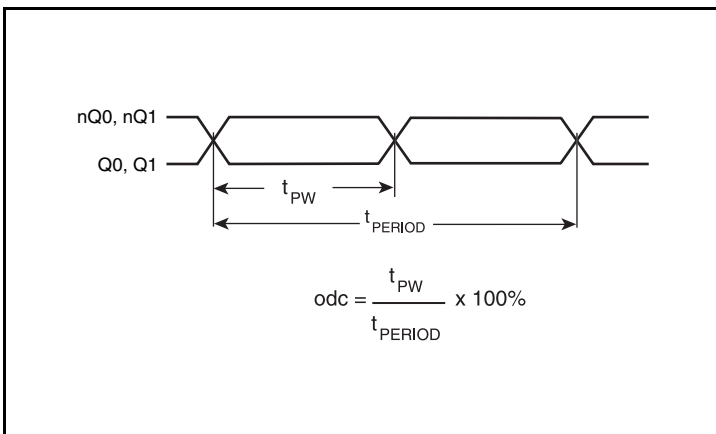 nQ0, nQ1
Q0, Q1
tPW
tPERIOD
odc = tPW / tPERIOD x 100%